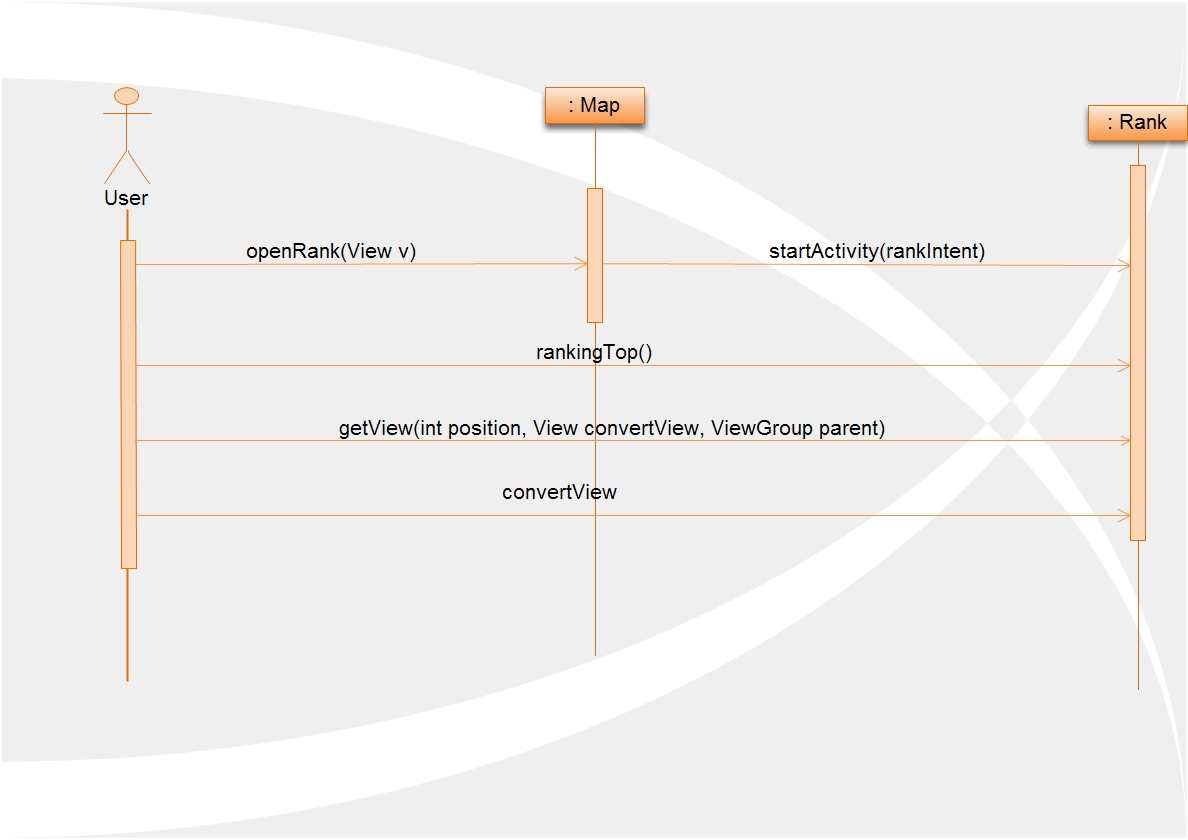 : Map
: Rank
User
openRank(View v)
startActivity(rankIntent)
rankingTop()
getView(int position, View convertView, ViewGroup parent)
convertView